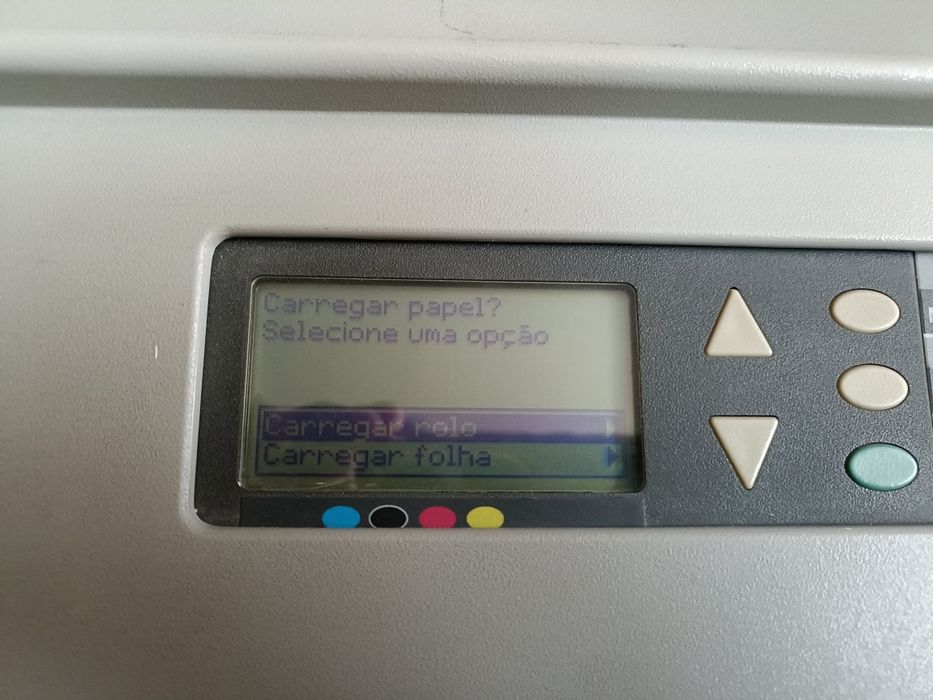 Carregar papel?
Selecione uma opção
Carregar rolo
Carregar folha